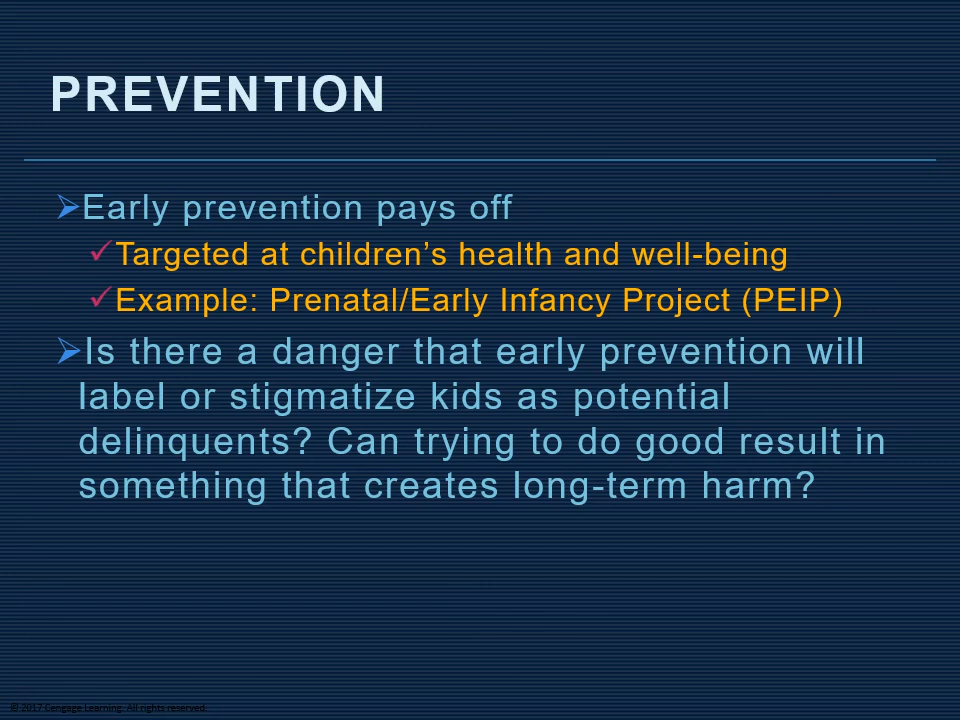 PREVENTION
➢Early prevention pays off
✓Targeted at children’s health and well-being
✓Example: Prenatal/Early Infancy Project (PEIP)
➢Is there a danger that early prevention will
label or stigmatize kids as potential
delinquents? Can trying to do good result in
something that creates long-term harm?
© 2017 Cengage Learning. All rights reserved.